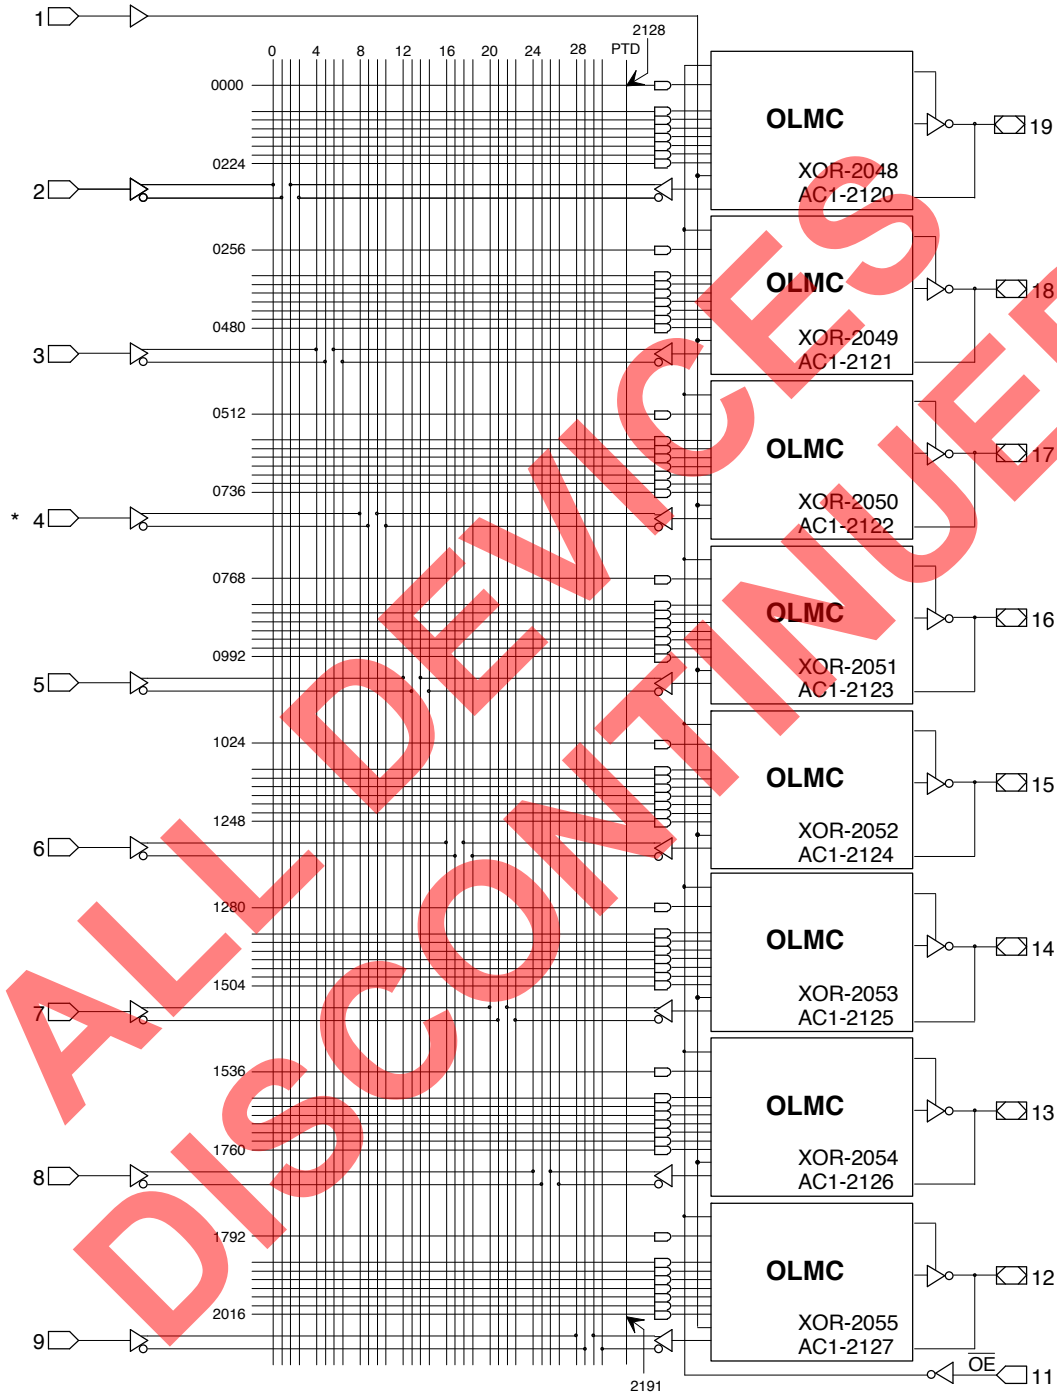 1
2128
0 4 8 12 16 20 24 28 PTD
0000
OLMC
19
0224
XOR-2048
AC1-2120
2
0256
OLMC
18
0480
XOR-2049
AC1-2121
3
0512
OLMC
17
0736
XOR-2050
AC1-2122
* 4
0768
OLMC
16
0992
XOR-2051
AC1-2123
5
1024
OLMC
15
1248
XOR-2052
AC1-2124
6
1280
OLMC
14
1504
XOR-2053
AC1-2125
7
1536
OLMC
13
1760
XOR-2054
AC1-2126
8
1792
OLMC
12
2016
XOR-2055
AC1-2127
9
OE
11
2191
ALL DEVICES
DISCONTINUED